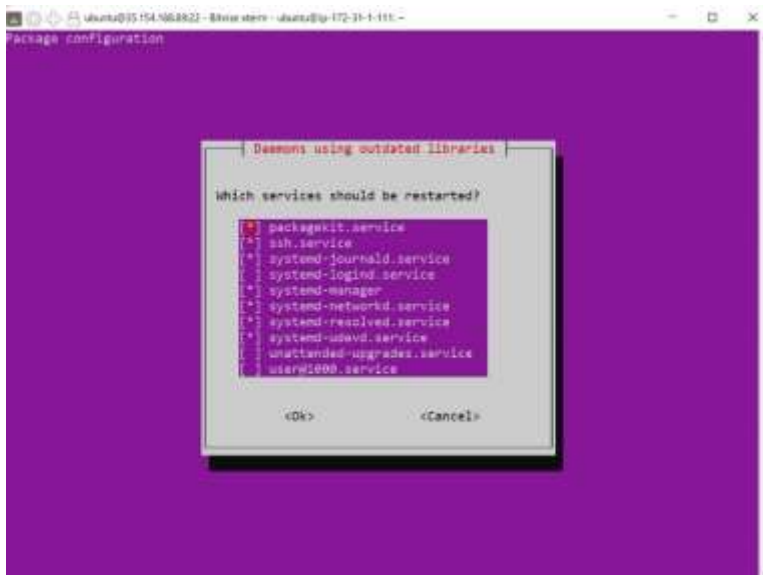 Package configuration
Daemons using outdated libraries
Which services should be restarted?
[*] packagekit.service
[*] ssh.service
[*] systemd-journald.service
[ ] systemd-logind.service
[*] systemd-manager
[*] systemd-networkd.service
[*] systemd-resolved.service
[*] systemd-udevd.service
[ ] unattended-upgrades.service
[ ] user@1000.service
<Ok> <Cancel>